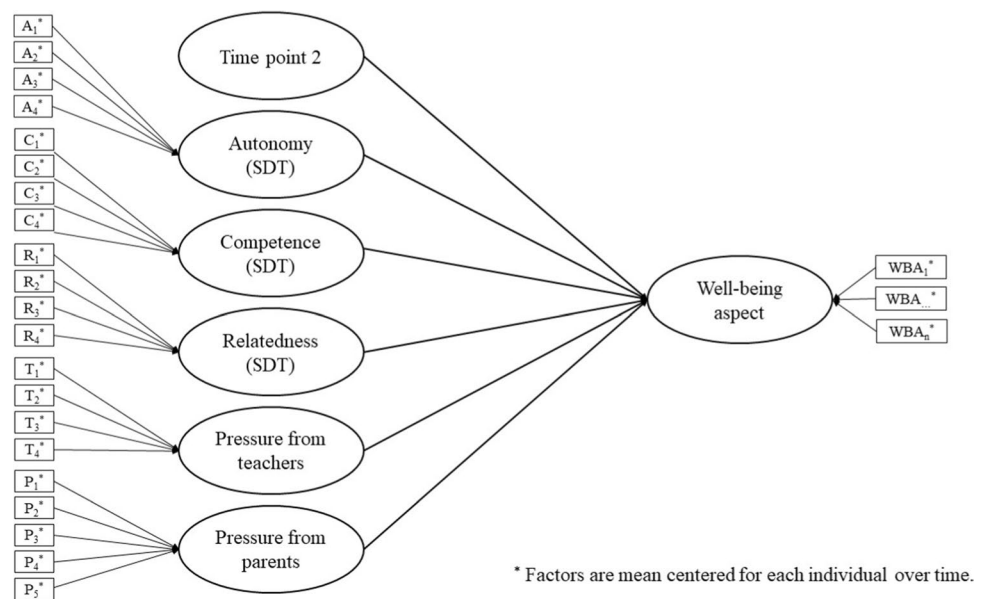 A₁*
A₂*
A₃*
A₄*
C₁*
C₂*
C₃*
C₄*
R₁*
R₂*
R₃*
R₄*
T₁*
T₂*
T₃*
T₄*
P₁*
P₂*
P₃*
P₄*
P₅*
Time point 2
Autonomy
(SDT)
Competence
(SDT)
Relatedness
(SDT)
Pressure from
teachers
Pressure from
parents
Well-being
aspect
WBA₁*
WBA...*
WBAₙ*
* Factors are mean centered for each individual over time.